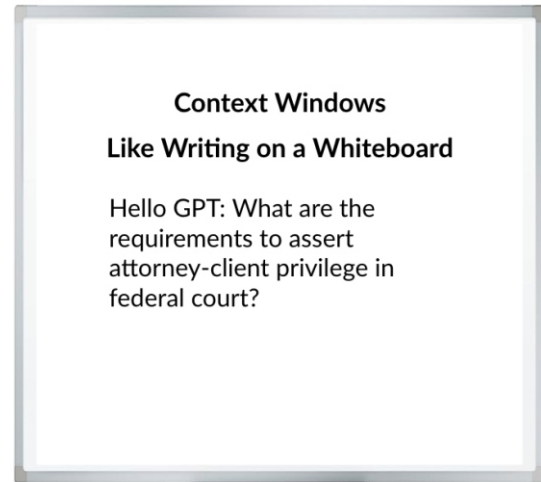 Context Windows
Like Writing on a Whiteboard
Hello GPT: What are the
requirements to assert
attorney-client privilege in
federal court?